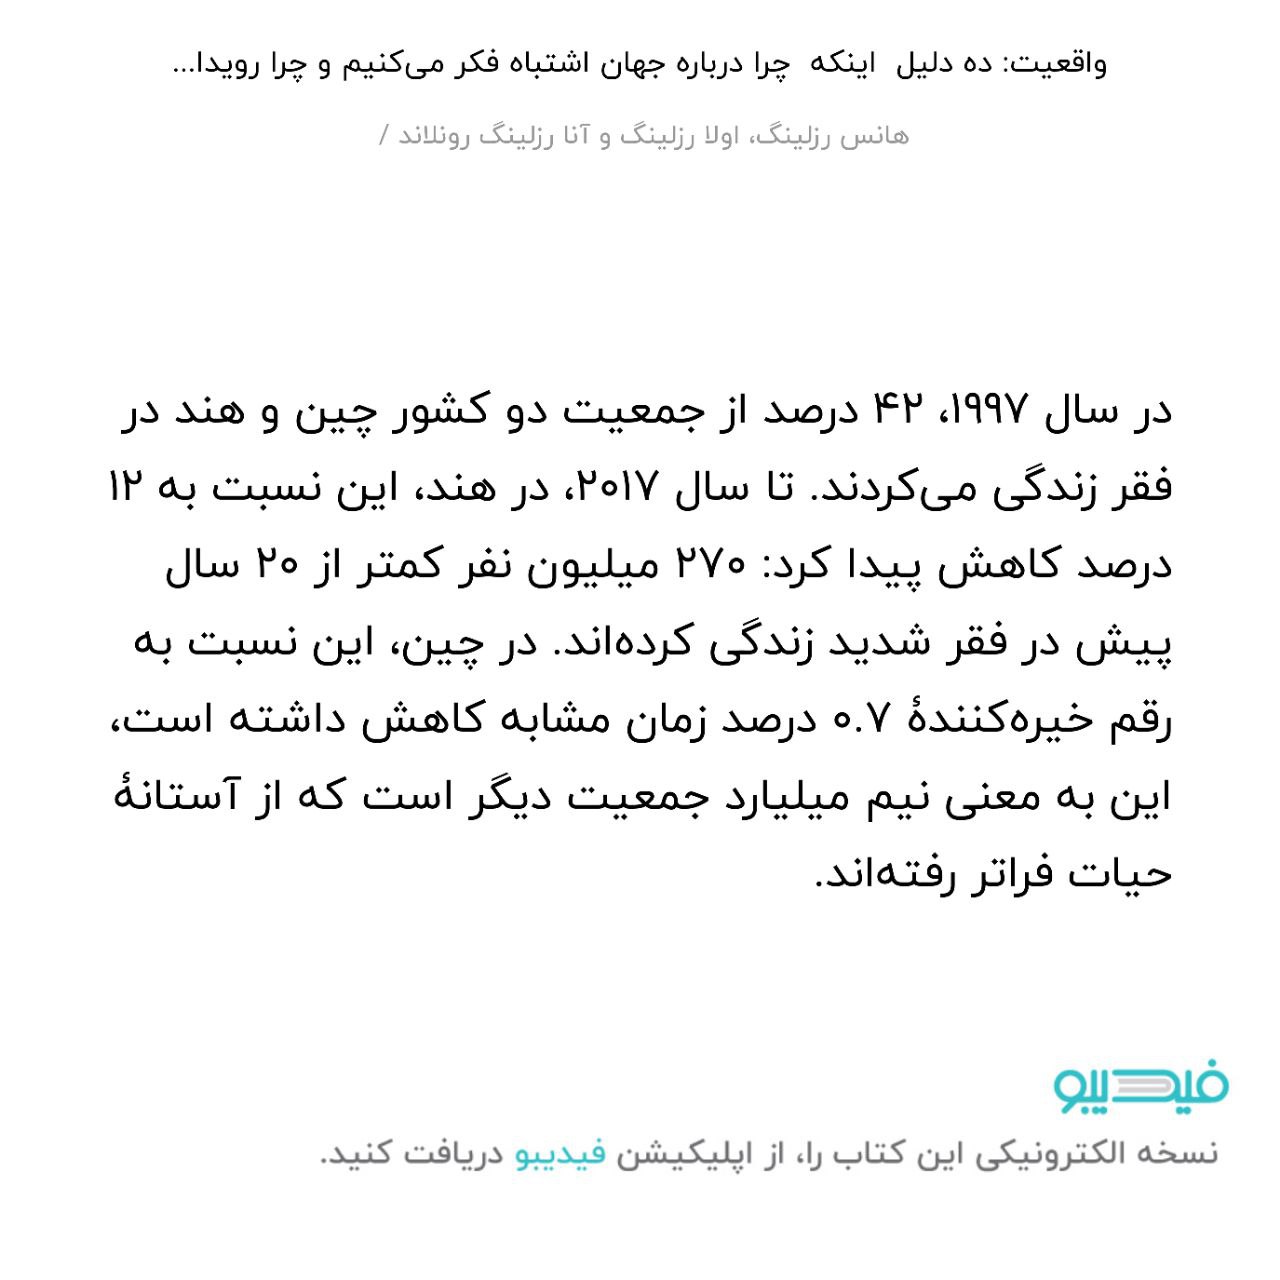 واقعیت: ده دلیل اینکه چرا درباره جهان اشتباه فکر می‌کنیم و چرا رویدا...
هانس رزلینگ، اولا رزلینگ و آنا رزلینگ رونلاند /
در سال ۱۹۹۷، ۴۲ درصد از جمعیت دو کشور چین و هند در
فقر زندگی می‌کردند. تا سال ۲۰۱۷، در هند، این نسبت به ۱۲
درصد کاهش پیدا کرد: ۲۷۰ میلیون نفر کمتر از ۲۰ سال
پیش در فقر شدید زندگی کرده‌اند. در چین، این نسبت به
رقم خیره‌کنندهٔ ۰.۷ درصد زمان مشابه کاهش داشته است،
این به معنی نیم میلیارد جمعیت دیگر است که از آستانهٔ
حیات فراتر رفته‌اند.
فیدیبو
نسخه الکترونیکی این کتاب را، از اپلیکیشن فیدیبو دریافت کنید.